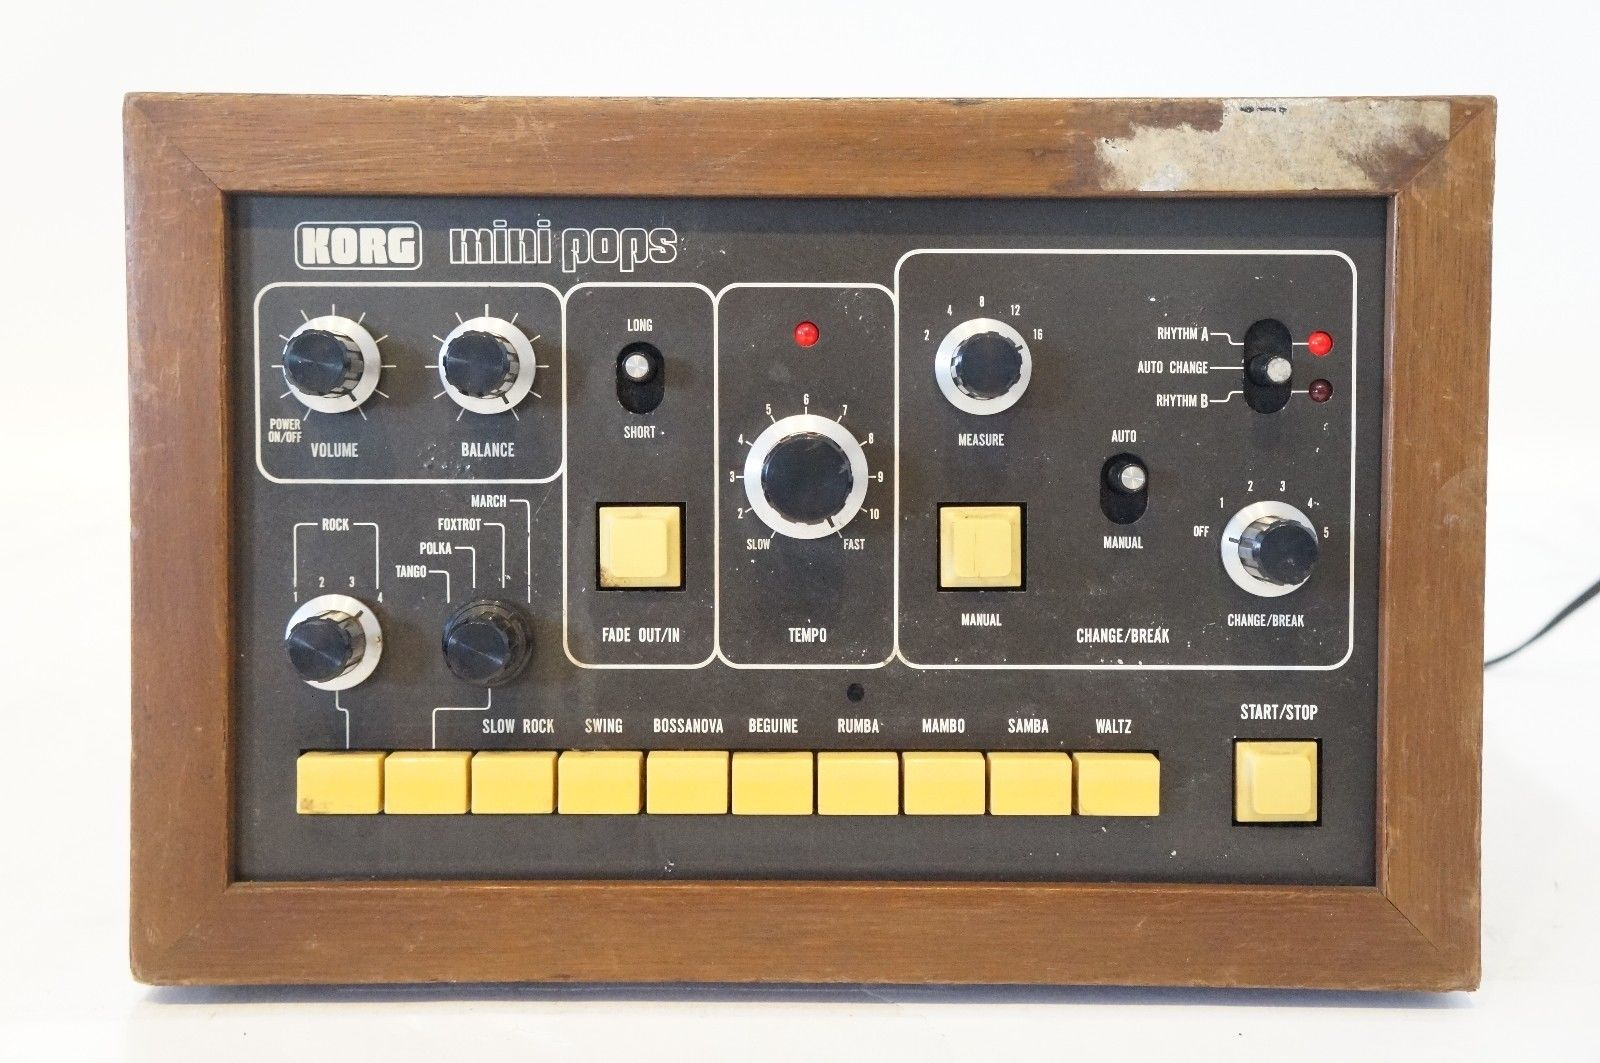 KORG mini pops
POWER
ON/OFF
VOLUME
BALANCE
LONG
SHORT
FADE OUT/IN
2 3 4 5 6 7 8 9 10
SLOW FAST
TEMPO
2 4 8 12 16
MEASURE
MANUAL
RHYTHM A
AUTO CHANGE
RHYTHM B
AUTO
MANUAL
CHANGE/BREAK
OFF 1 2 3 4 5
CHANGE/BREAK
ROCK
1 2 3 4
MARCH
FOXTROT
POLKA
TANGO
SLOW ROCK SWING BOSSANOVA BEGUINE RUMBA MAMBO SAMBA WALTZ
START/STOP